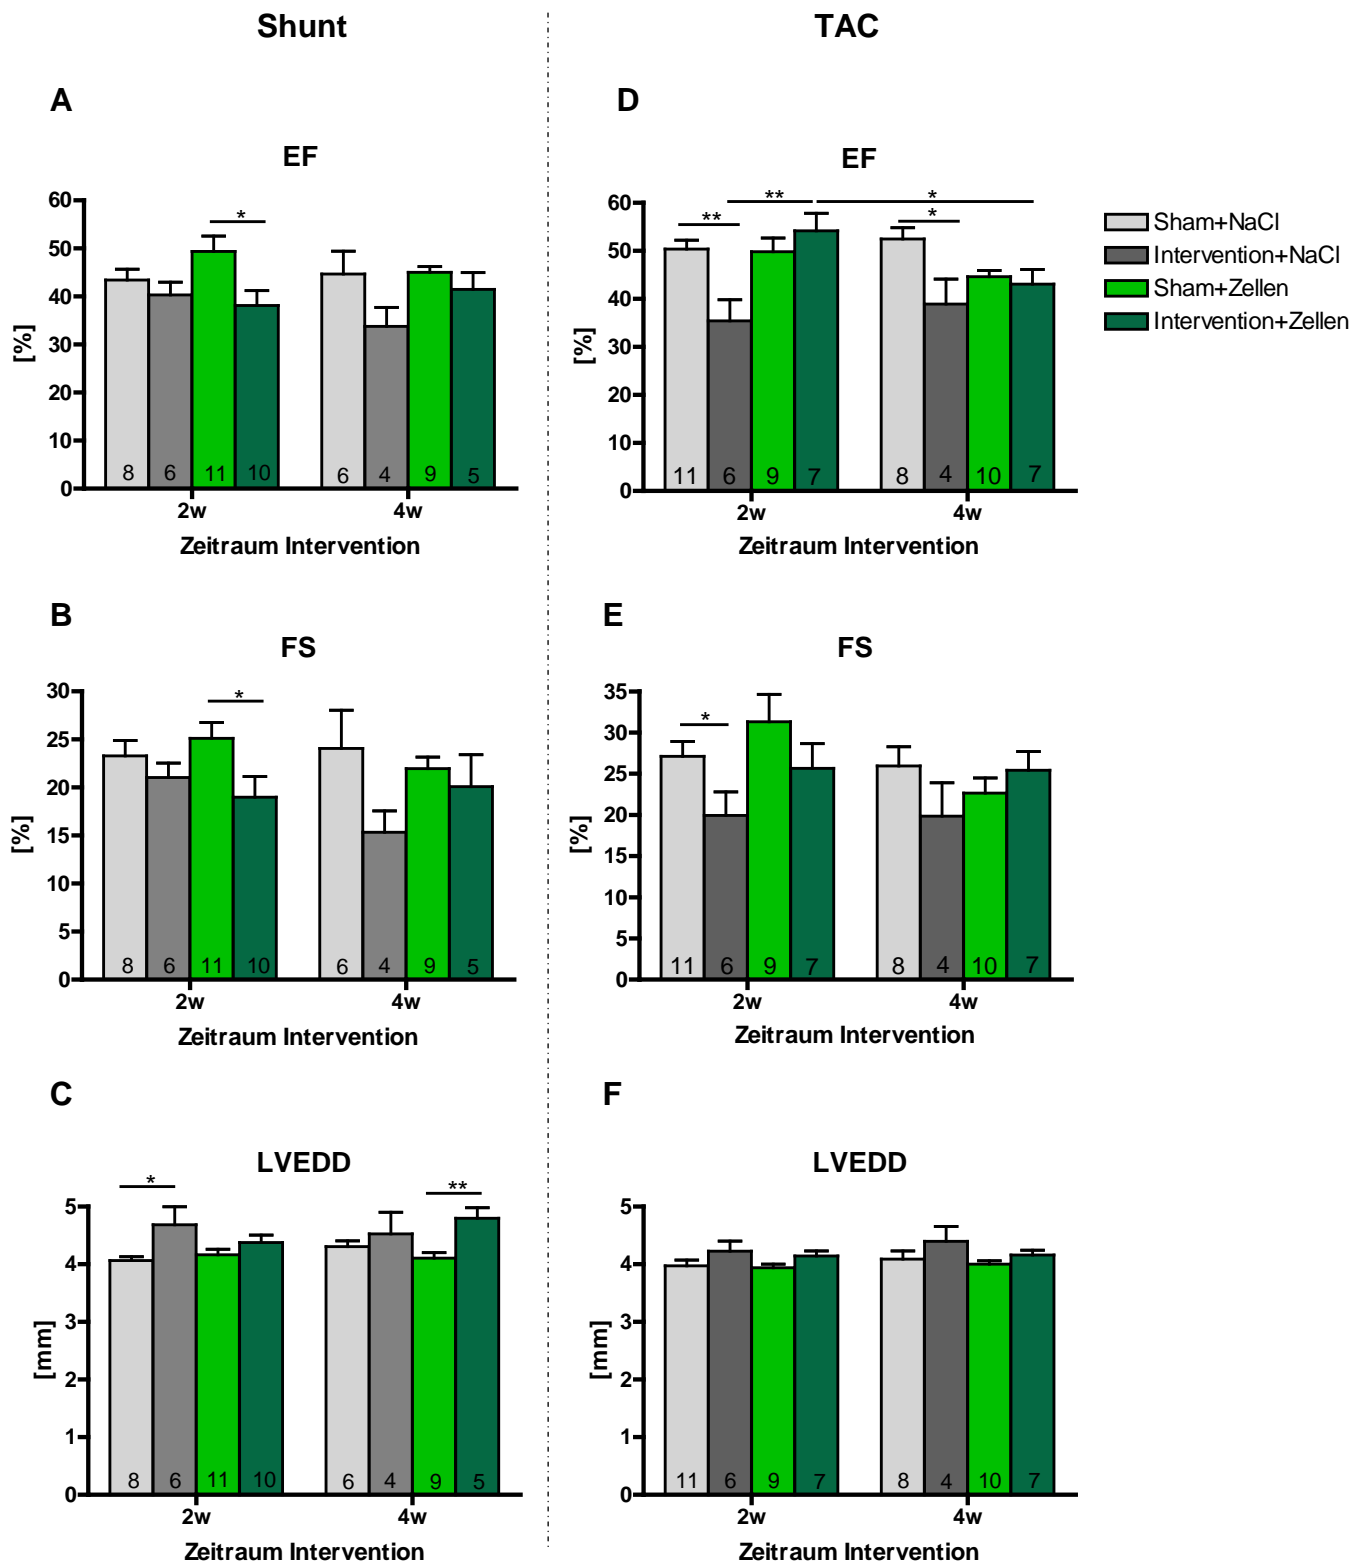 Shunt
TAC
A
EF
*
60
50
40
30
20
10
0
[%]
8 6 11 10 6 4 9 5
2w 4w
Zeitraum Intervention
D
EF
** ** * *
60
50
40
30
20
10
0
[%]
11 6 9 7 8 4 10 7
2w 4w
Zeitraum Intervention
Sham+NaCl
Intervention+NaCl
Sham+Zellen
Intervention+Zellen
B
FS
*
30
25
20
15
10
5
0
[%]
8 6 11 10 6 4 9 5
2w 4w
Zeitraum Intervention
E
FS
*
35
30
25
20
15
10
5
0
[%]
11 6 9 7 8 4 10 7
2w 4w
Zeitraum Intervention
C
LVEDD
* **
5
4
3
2
1
0
[mm]
8 6 11 10 6 4 9 5
2w 4w
Zeitraum Intervention
F
LVEDD
5
4
3
2
1
0
[mm]
11 6 9 7 8 4 10 7
2w 4w
Zeitraum Intervention